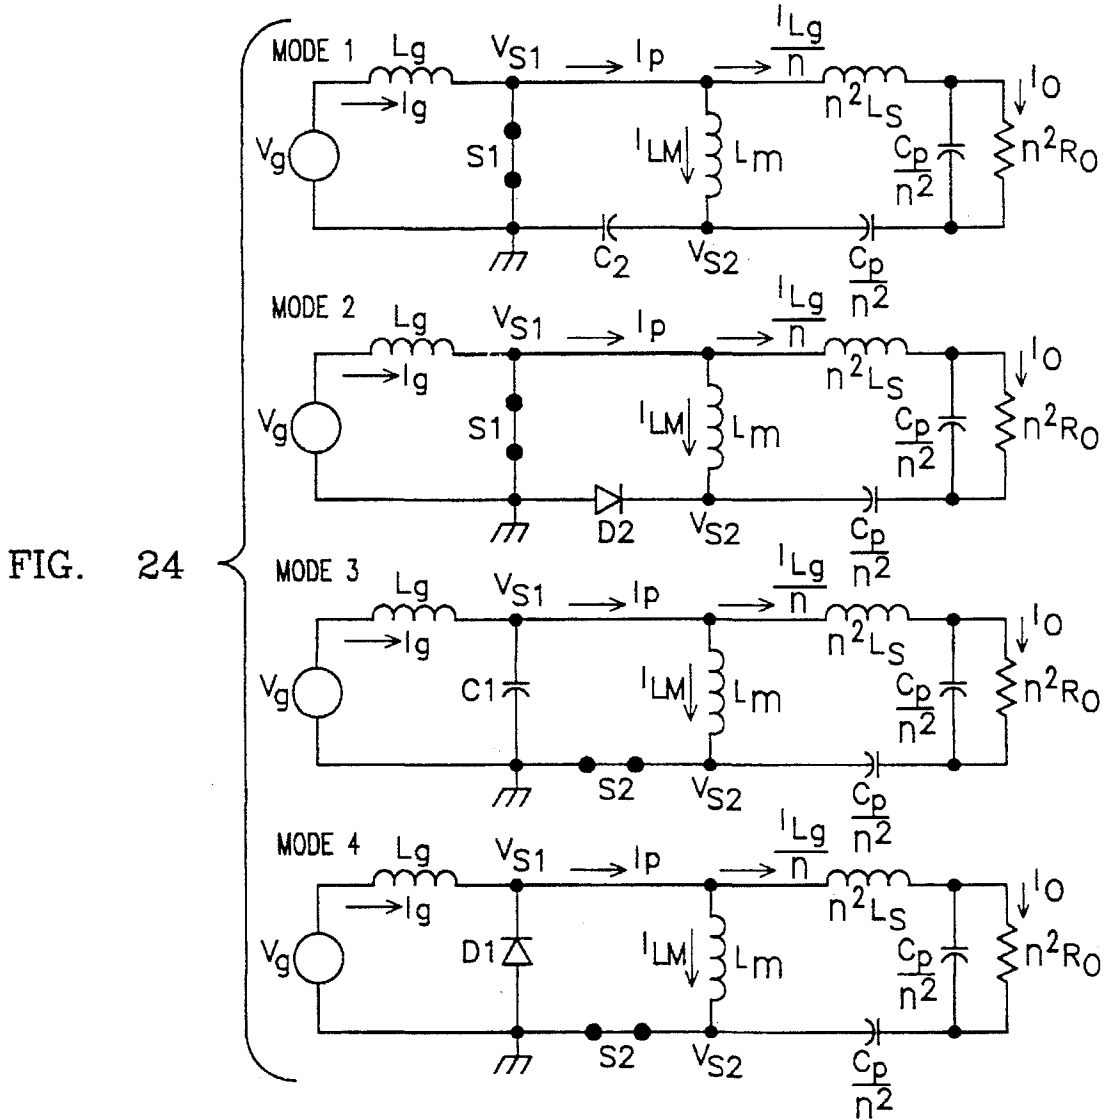 FIG. 24
MODE 1
Lg
VS1
Ip
ILg/n
Ig
n²LS
IO
Vg
S1
ILM
Lm
Cp/n²
n²RO
C2
VS2
Cp/n²
MODE 2
Lg
VS1
Ip
ILg/n
Ig
n²LS
IO
Vg
S1
ILM
Lm
Cp/n²
n²RO
D2
VS2
Cp/n²
MODE 3
Lg
VS1
Ip
ILg/n
Ig
n²LS
IO
Vg
C1
ILM
Lm
Cp/n²
n²RO
S2
VS2
Cp/n²
MODE 4
Lg
VS1
Ip
ILg/n
Ig
n²LS
IO
Vg
D1
ILM
Lm
Cp/n²
n²RO
S2
VS2
Cp/n²